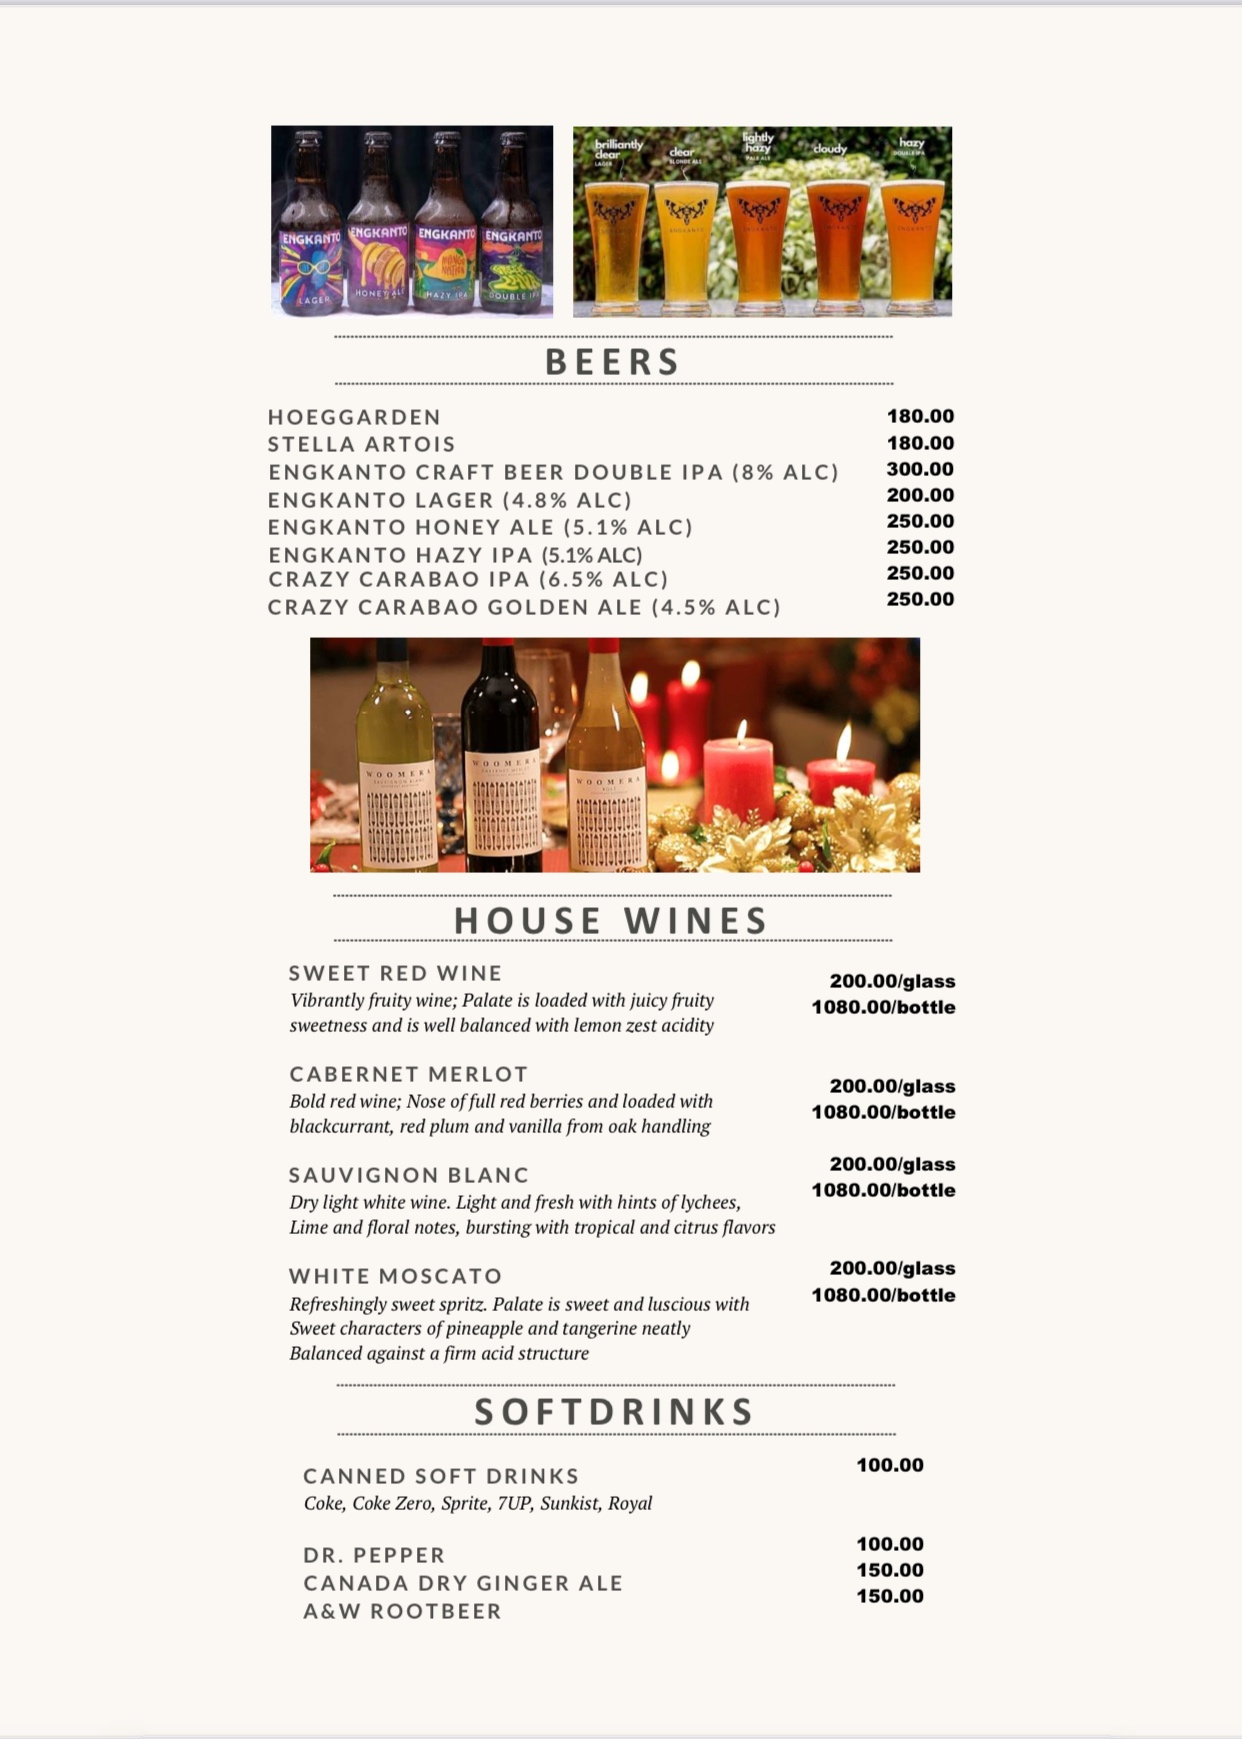 ENGKANTO
LAGER
ENGKANTO
HONEY ALE
ENGKANTO
MANGO
NATION
HAZY IPA
ENGKANTO
DOUBLE IPA
brilliantly
clear
LAGER
clear
BLONDE ALE
lightly
hazy
PALE ALE
cloudy
hazy
DOUBLE IPA
BEERS
HOEGGARDEN 180.00
STELLA ARTOIS 180.00
ENGKANTO CRAFT BEER DOUBLE IPA (8% ALC) 300.00
ENGKANTO LAGER (4.8% ALC) 200.00
ENGKANTO HONEY ALE (5.1% ALC) 250.00
ENGKANTO HAZY IPA (5.1% ALC) 250.00
CRAZY CARABAO IPA (6.5% ALC) 250.00
CRAZY CARABAO GOLDEN ALE (4.5% ALC) 250.00
WOOMERA
SAUVIGNON BLANC
WOOMERA
CABERNET MERLOT
WOOMERA
HOUSE WINES
SWEET RED WINE 200.00/glass
Vibrantly fruity wine; Palate is loaded with juicy fruity 1080.00/bottle
sweetness and is well balanced with lemon zest acidity
CABERNET MERLOT 200.00/glass
Bold red wine; Nose of full red berries and loaded with 1080.00/bottle
blackcurrant, red plum and vanilla from oak handling
SAUVIGNON BLANC 200.00/glass
Dry light white wine. Light and fresh with hints of lychees, 1080.00/bottle
Lime and floral notes, bursting with tropical and citrus flavors
WHITE MOSCATO 200.00/glass
Refreshingly sweet spritz. Palate is sweet and luscious with 1080.00/bottle
Sweet characters of pineapple and tangerine neatly
Balanced against a firm acid structure
SOFTDRINKS
CANNED SOFT DRINKS 100.00
Coke, Coke Zero, Sprite, 7UP, Sunkist, Royal
DR. PEPPER 100.00
CANADA DRY GINGER ALE 150.00
A&W ROOTBEER 150.00